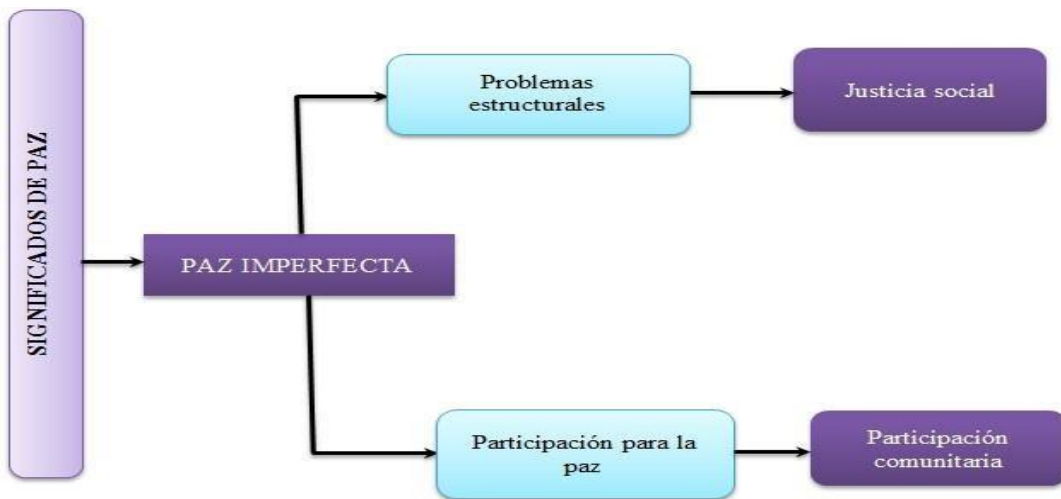 SIGNIFICADOS DE PAZ
PAZ IMPERFECTA
Problemas
estructurales
Justicia social
Participación para la
paz
Participación
comunitaria